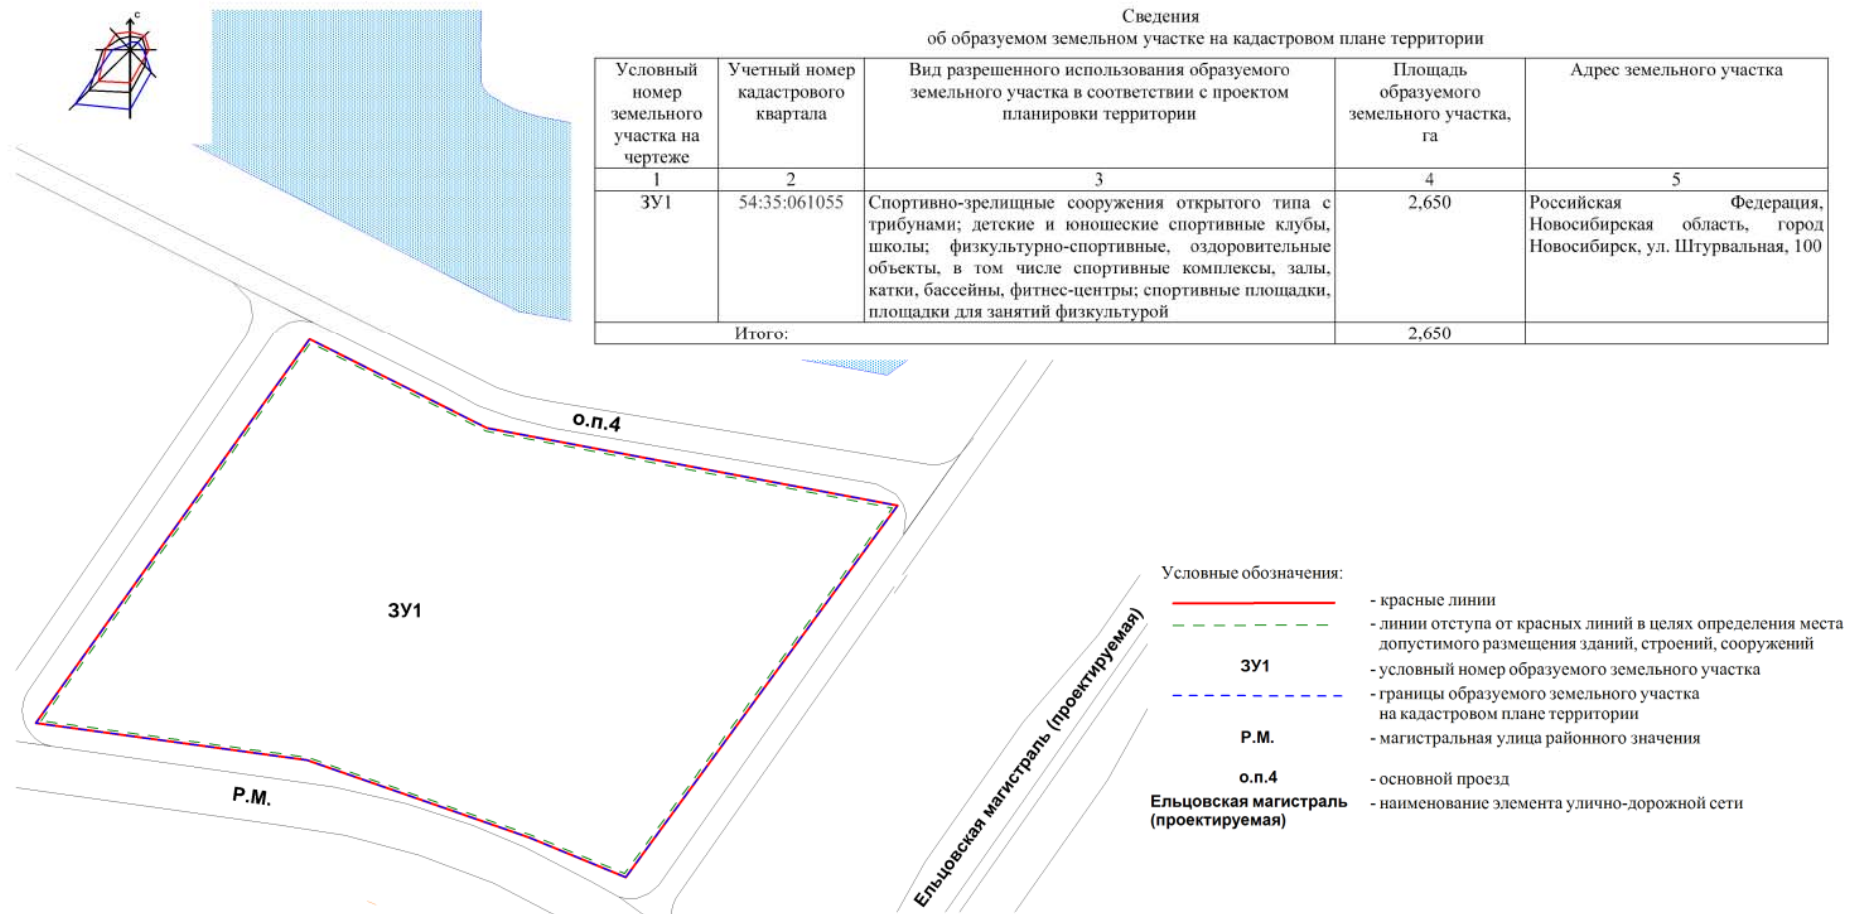 с
Сведения
об образуемом земельном участке на кадастровом плане территории
Условный номер земельного участка на чертеже
Учетный номер кадастрового квартала
Вид разрешенного использования образуемого земельного участка в соответствии с проектом планировки территории
Площадь образуемого земельного участка, га
Адрес земельного участка
1 2 3 4 5
ЗУ1
54:35:061055
Спортивно-зрелищные сооружения открытого типа с
трибунами; детские и юношеские спортивные клубы,
школы; физкультурно-спортивные, оздоровительные
объекты, в том числе спортивные комплексы, залы,
катки, бассейны, фитнес-центры; спортивные площадки,
площадки для занятий физкультурой
2,650
Российская Федерация,
Новосибирская область, город
Новосибирск, ул. Штурвальная, 100
Итого: 2,650
о.п.4
ЗУ1
Р.М.
Ельцовская магистраль (проектируемая)
Условные обозначения:
- красные линии
- линии отступа от красных линий в целях определения места
допустимого размещения зданий, строений, сооружений
ЗУ1 - условный номер образуемого земельного участка
- границы образуемого земельного участка
на кадастровом плане территории
Р.М. - магистральная улица районного значения
о.п.4 - основной проезд
Ельцовская магистраль - наименование элемента улично-дорожной сети
(проектируемая)